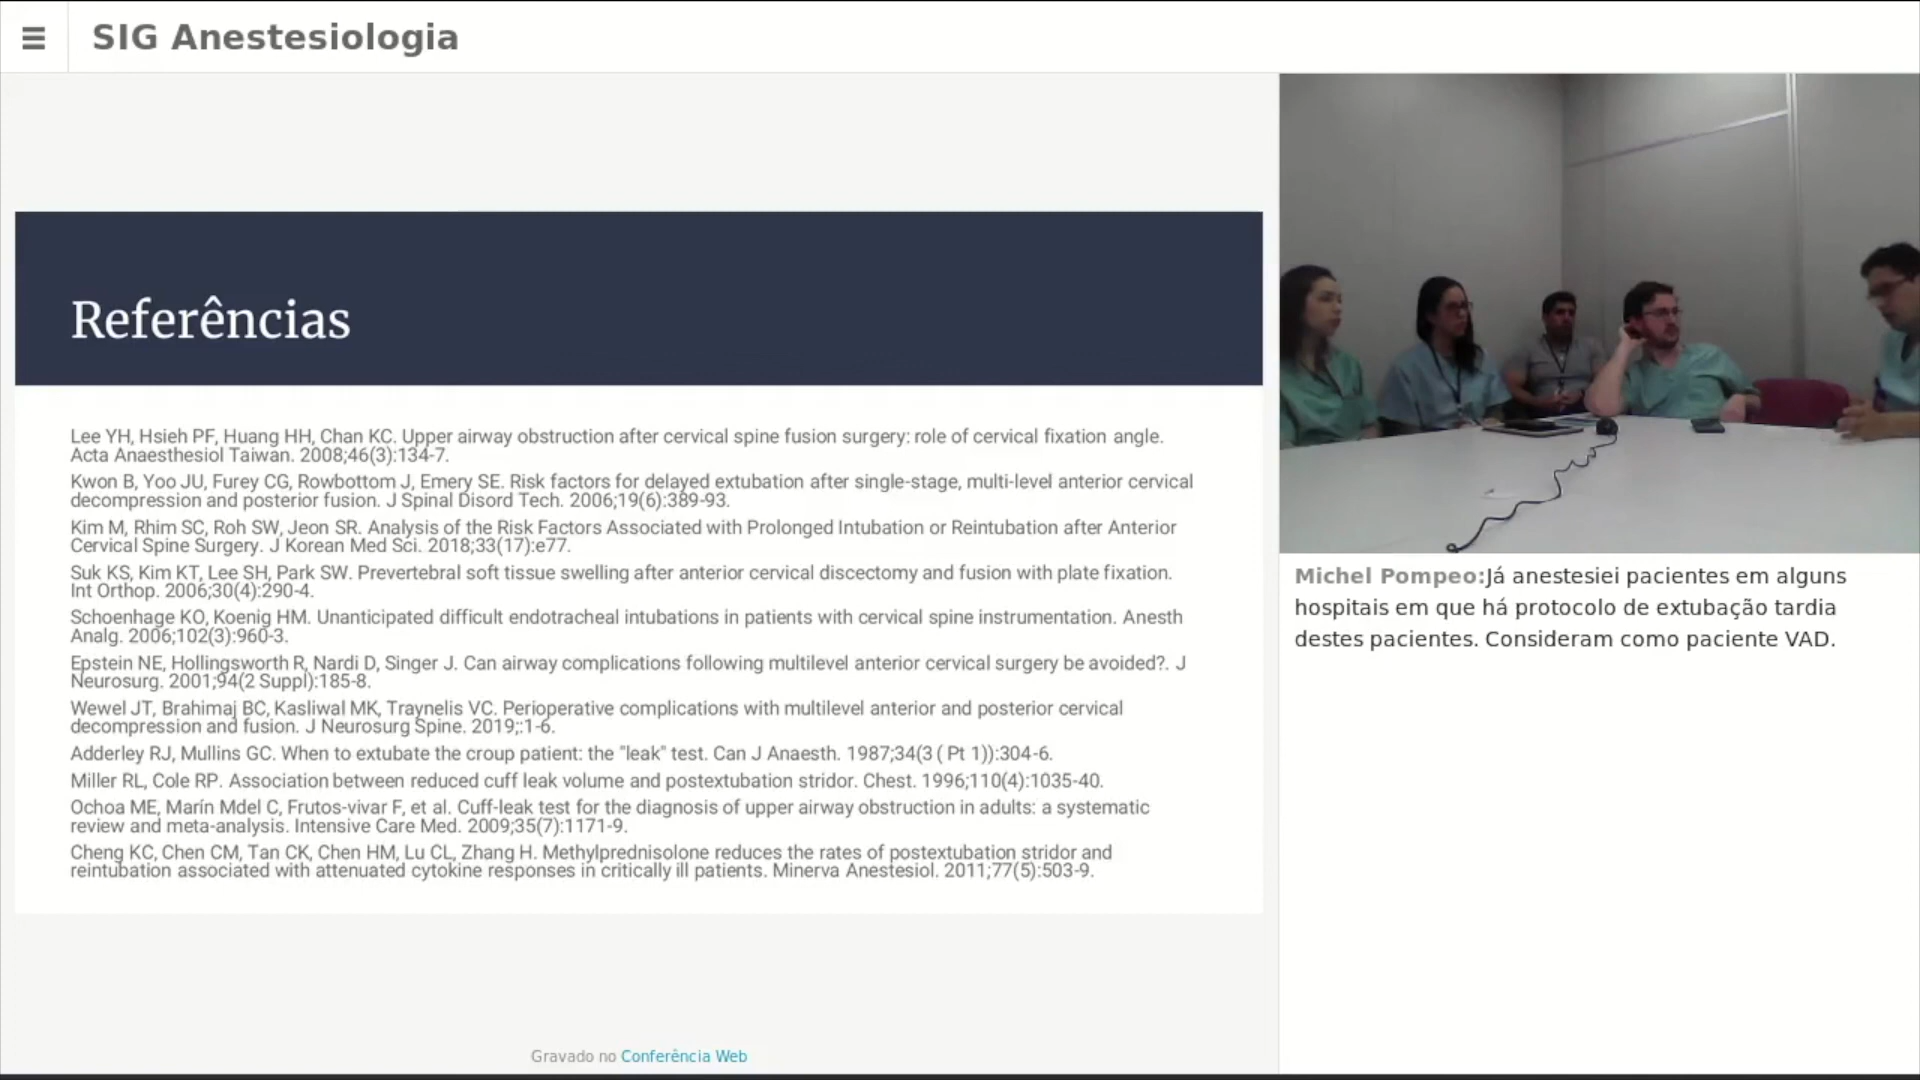 SIG Anestesiologia
Referências
Lee YH, Hsieh PF, Huang HH, Chan KC. Upper airway obstruction after cervical spine fusion surgery: role of cervical fixation angle.
Acta Anaesthesiol Taiwan. 2008;46(3):134-7.
Kwon B, Yoo JU, Furey CG, Rowbottom J, Emery SE. Risk factors for delayed extubation after single-stage, multi-level anterior cervical
decompression and posterior fusion. J Spinal Disord Tech. 2006;19(6):389-93.
Kim M, Rhim SC, Roh SW, Jeon SR. Analysis of the Risk Factors Associated with Prolonged Intubation or Reintubation after Anterior
Cervical Spine Surgery. J Korean Med Sci. 2018;33(17):e77.
Suk KS, Kim KT, Lee SH, Park SW. Prevertebral soft tissue swelling after anterior cervical discectomy and fusion with plate fixation.
Int Orthop. 2006;30(4):290-4.
Schoenhage KO, Koenig HM. Unanticipated difficult endotracheal intubations in patients with cervical spine instrumentation. Anesth
Analg. 2006;102(3):960-3.
Epstein NE, Hollingsworth R, Nardi D, Singer J. Can airway complications following multilevel anterior cervical surgery be avoided?. J
Neurosurg. 2001;94(2 Suppl):185-8.
Wewel JT, Brahimaj BC, Kasliwal MK, Traynelis VC. Perioperative complications with multilevel anterior and posterior cervical
decompression and fusion. J Neurosurg Spine. 2019;:1-6.
Adderley RJ, Mullins GC. When to extubate the croup patient: the "leak" test. Can J Anaesth. 1987;34(3 ( Pt 1)):304-6.
Miller RL, Cole RP. Association between reduced cuff leak volume and postextubation stridor. Chest. 1996;110(4):1035-40.
Ochoa ME, Marín Mdel C, Frutos-vivar F, et al. Cuff-leak test for the diagnosis of upper airway obstruction in adults: a systematic
review and meta-analysis. Intensive Care Med. 2009;35(7):1171-9.
Cheng KC, Chen CM, Tan CK, Chen HM, Lu CL, Zhang H. Methylprednisolone reduces the rates of postextubation stridor and
reintubation associated with attenuated cytokine responses in critically ill patients. Minerva Anestesiol. 2011;77(5):503-9.
Michel Pompeo:Já anestesiei pacientes em alguns
hospitais em que há protocolo de extubação tardia
destes pacientes. Consideram como paciente VAD.
Gravado no Conferência Web